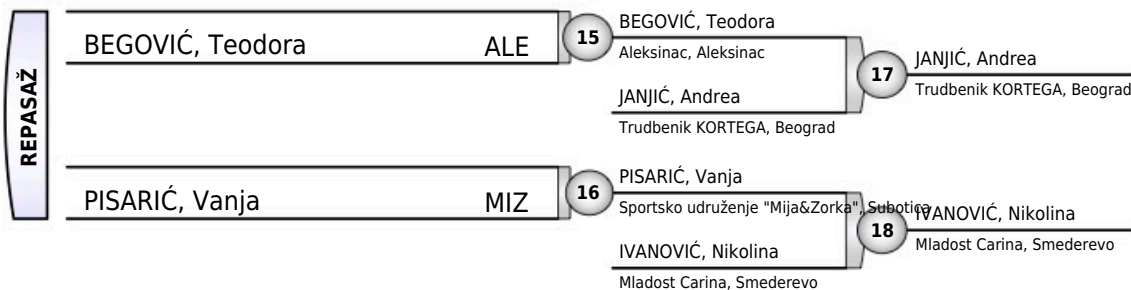 REPASAŽ
BEGOVIĆ, Teodora ALE
15
BEGOVIĆ, Teodora
Aleksinac, Aleksinac
JANJIĆ, Andrea
Trudbenik KORTEGA, Beograd
17
JANJIĆ, Andrea
Trudbenik KORTEGA, Beograd
PISARIĆ, Vanja MIZ
16
PISARIĆ, Vanja
Sportsko udruženje "Mija&Zorka", Subotica
IVANOVIĆ, Nikolina
Mladost Carina, Smederevo
18
IVANOVIĆ, Nikolina
Mladost Carina, Smederevo